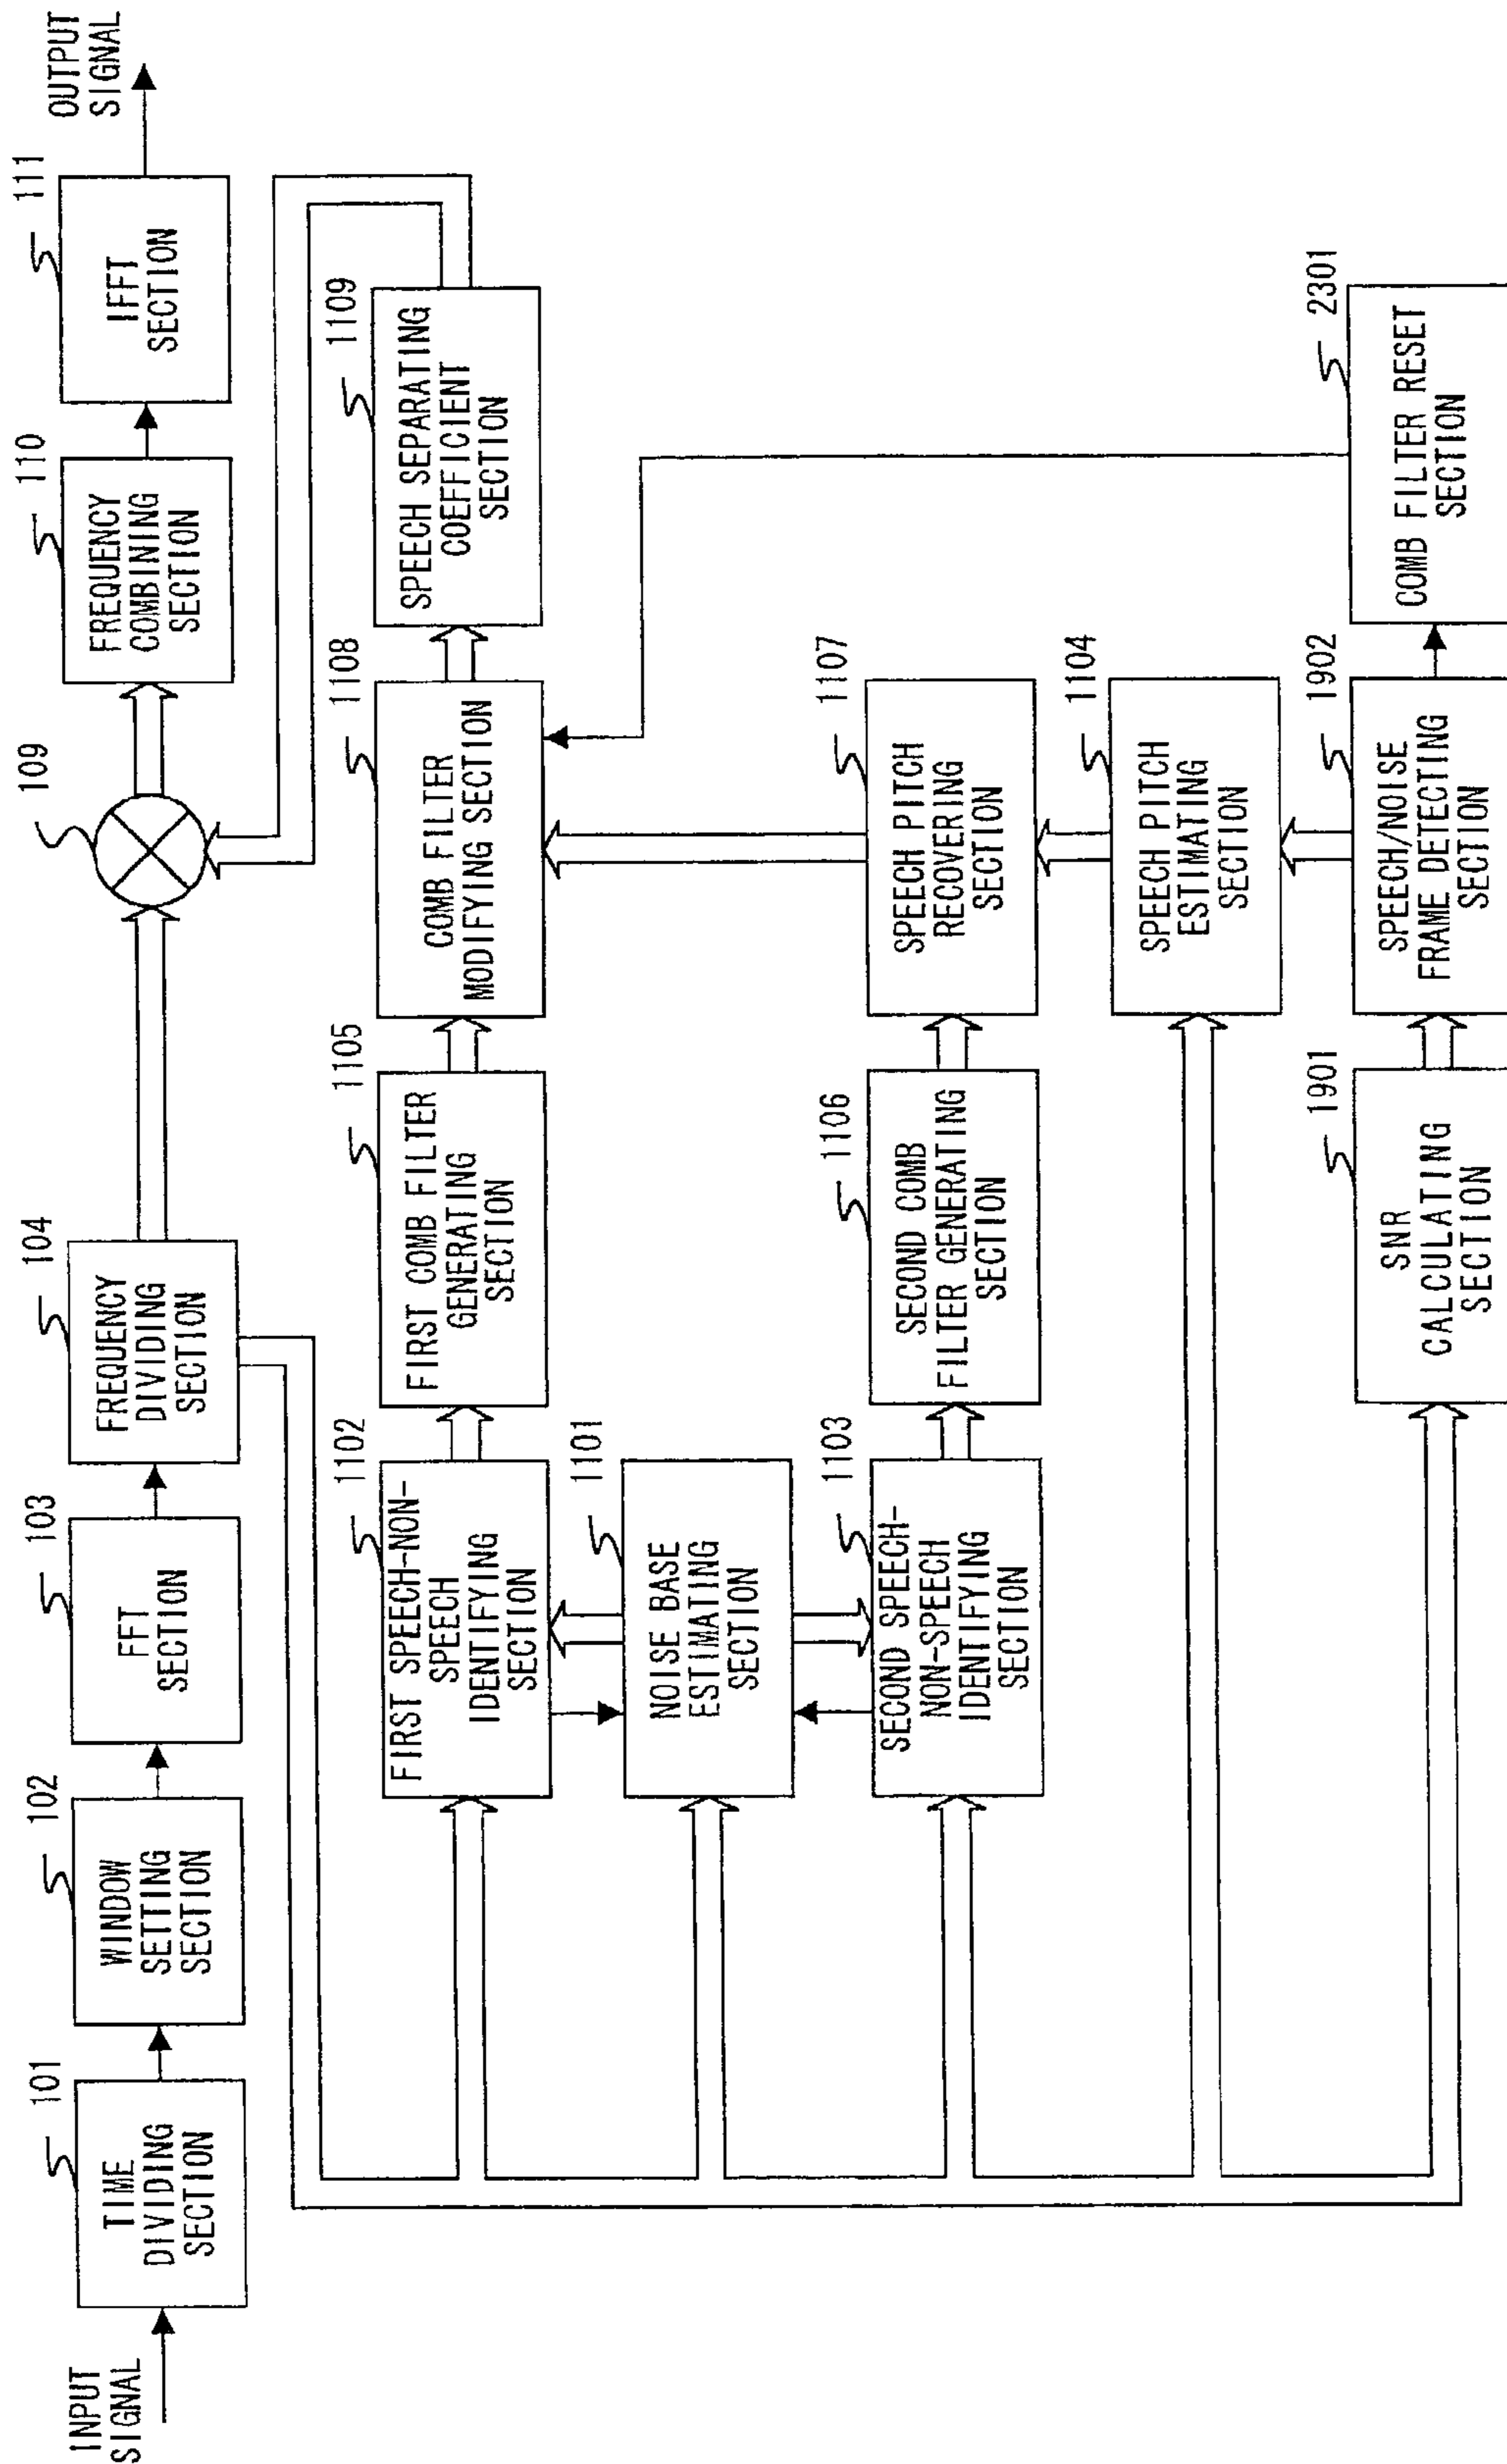 INPUT
SIGNAL
101
TIME
DIVIDING
SECTION
102
WINDOW
SETTING
SECTION
103
FFT
SECTION
104
FREQUENCY
DIVIDING
SECTION
109
110
FREQUENCY
COMBINING
SECTION
111
IFFT
SECTION
OUTPUT
SIGNAL
1102
FIRST SPEECH-NON-
SPEECH
IDENTIFYING
SECTION
1105
FIRST COMB FILTER
GENERATING
SECTION
1108
COMB FILTER
MODIFYING SECTION
1109
SPEECH SEPARATING
COEFFICIENT
SECTION
1101
NOISE BASE
ESTIMATING
SECTION
1103
SECOND SPEECH-
NON-SPEECH
IDENTIFYING
SECTION
1106
SECOND COMB
FILTER GENERATING
SECTION
1107
SPEECH PITCH
RECOVERING
SECTION
1104
SPEECH PITCH
ESTIMATING
SECTION
1901
SNR
CALCULATING
SECTION
1902
SPEECH/NOISE
FRAME DETECTING
SECTION
2301
COMB FILTER RESET
SECTION